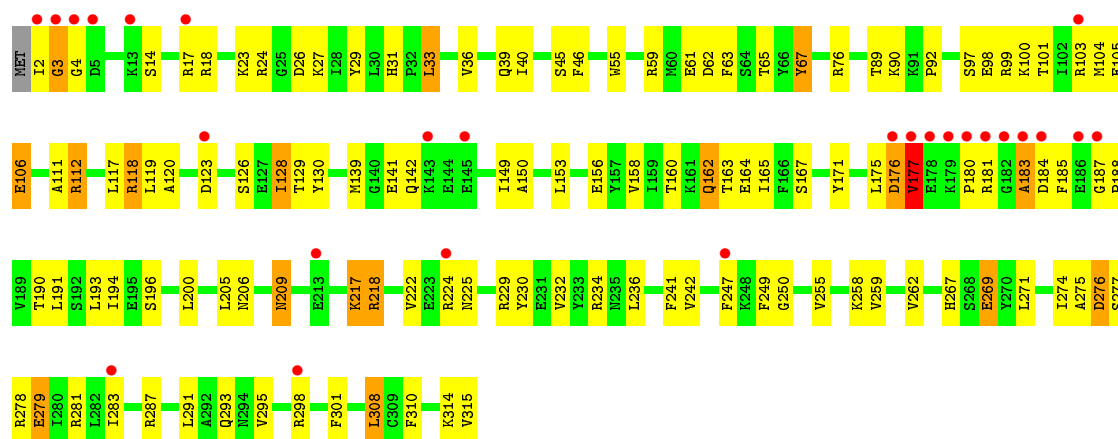 MET I2 G3 G4 D5 K13 S14 R17 R18 K23 R24 G25 D26 K27 I28 Y29 L30 H31 P32 L33 V36 Q39 I40 S45 F46 W55 R59 M60 E61 D62 F63 S64 T65 Y66 Y67 R76 T89 K90 K91 P92 S97 E98 R99 K100 T101 I102 R103 M104
E106 A111 R112 L117 R118 L119 A120 D123 S126 E127 I128 T129 Y130 M139 G140 E141 Q142 K143 E144 E145 I149 A150 L153 E156 Y157 V158 I159 T160 K161 Q162 T163 E164 I165 F166 S167 Y171 L175 D176 V177 E178 K179 P180 R181 G182 A183 D184 F185 E186 G187
V189 T190 L191 S192 L193 I194 E195 S196 L200 L205 N206 N209 E213 K217 R218 V222 E223 R224 N225 R229 Y230 E231 V232 Y233 R234 N235 L236 F241 V242 F247 K248 F249 G250 V255 K258 V259 V262 H267 S268 E269 Y270 L271 I274 A275 D276 S277
R278 E279 I280 R281 L282 I283 R287 L291 A292 Q293 N294 V295 R298 F301 L308 C309 F310 K314 V315